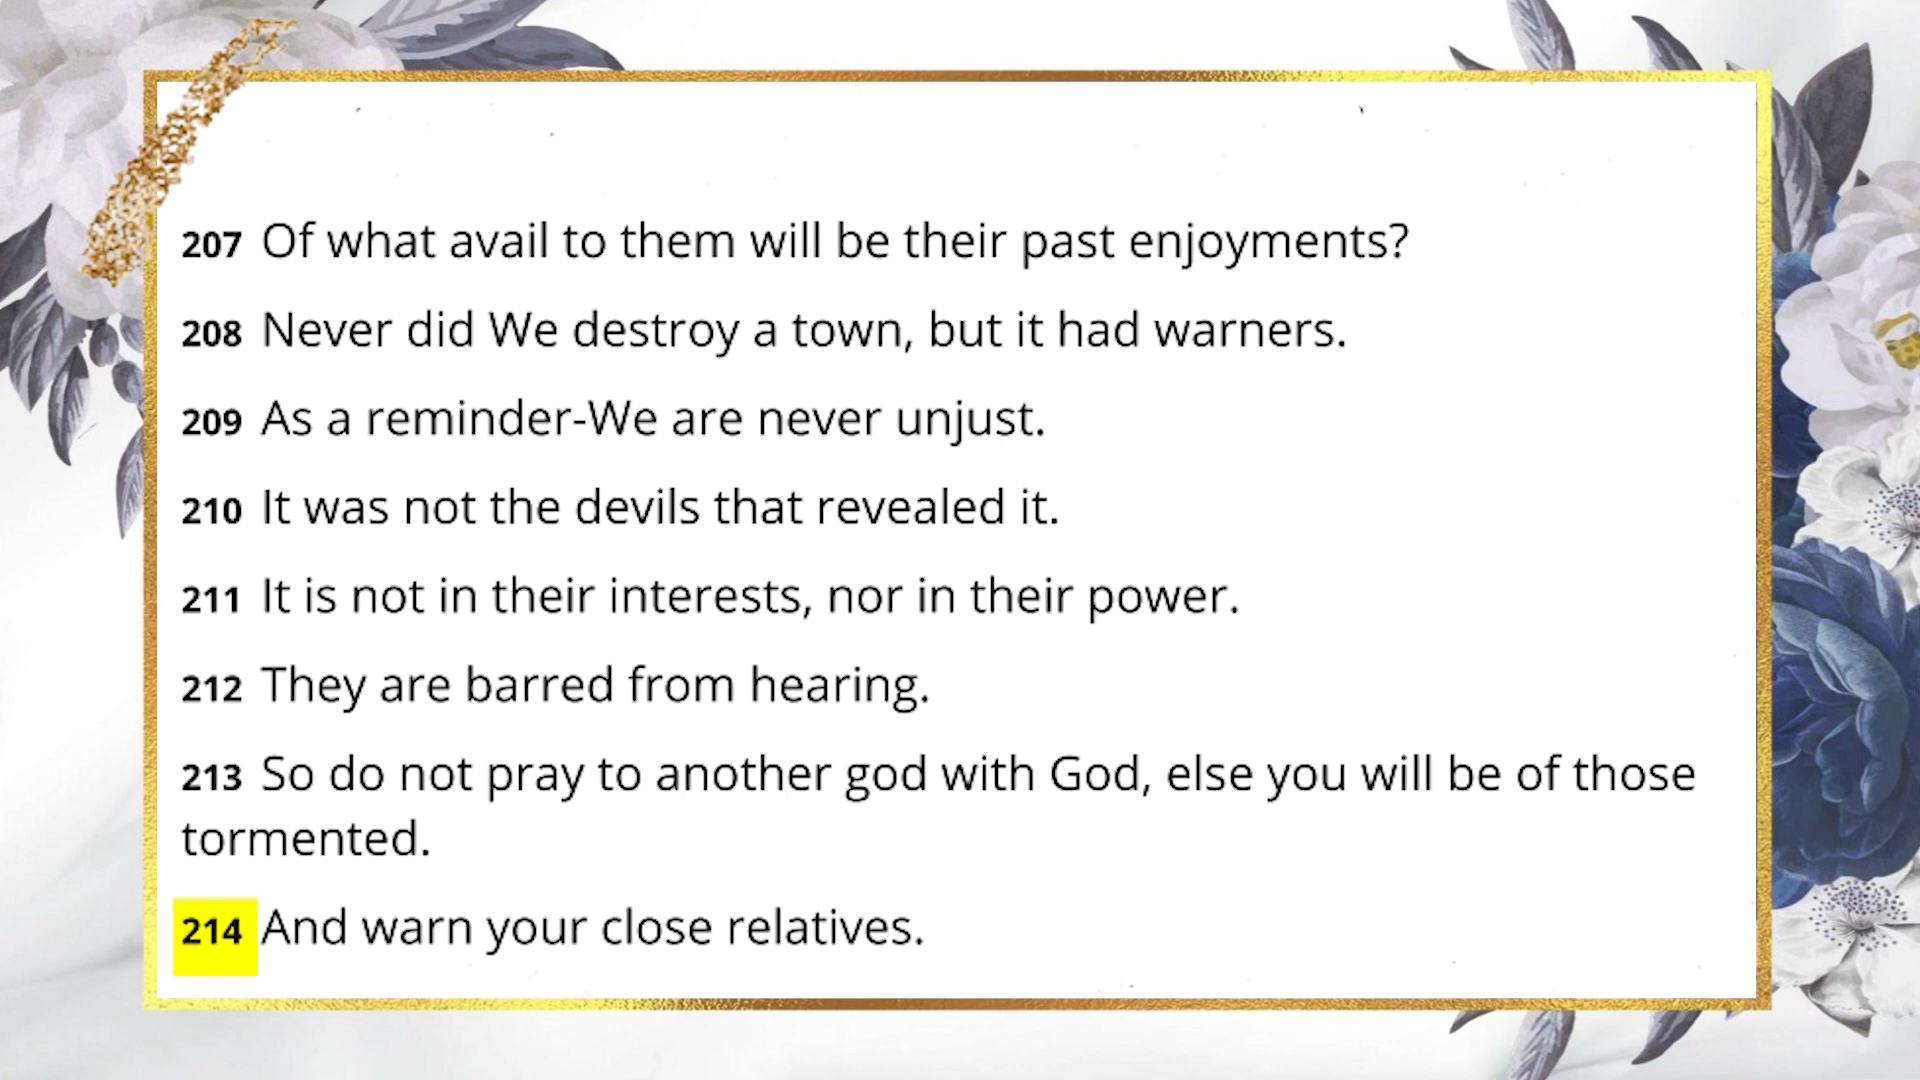 207 Of what avail to them will be their past enjoyments?
208 Never did We destroy a town, but it had warners.
209 As a reminder-We are never unjust.
210 It was not the devils that revealed it.
211 It is not in their interests, nor in their power.
212 They are barred from hearing.
213 So do not pray to another god with God, else you will be of those
tormented.
214 And warn your close relatives.